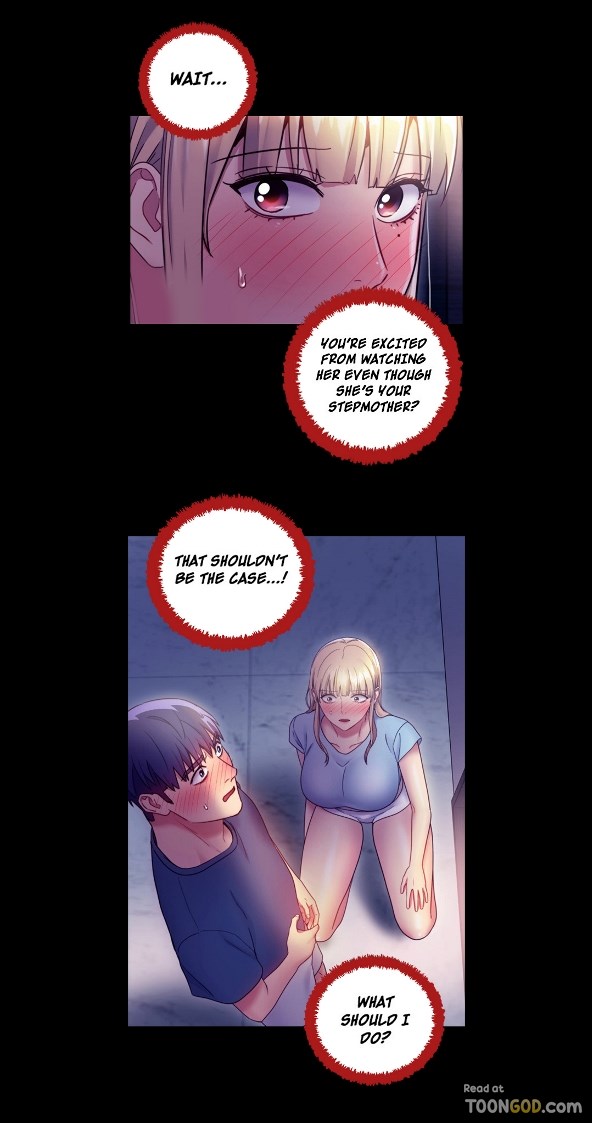 WAIT...
YOU'RE EXCITED
FROM WATCHING
HER EVEN THOUGH
SHE'S YOUR
STEPMOTHER?
THAT SHOULDN'T
BE THE CASE...!
WHAT
SHOULD I
DO?
Read at
TOONGOD.COM